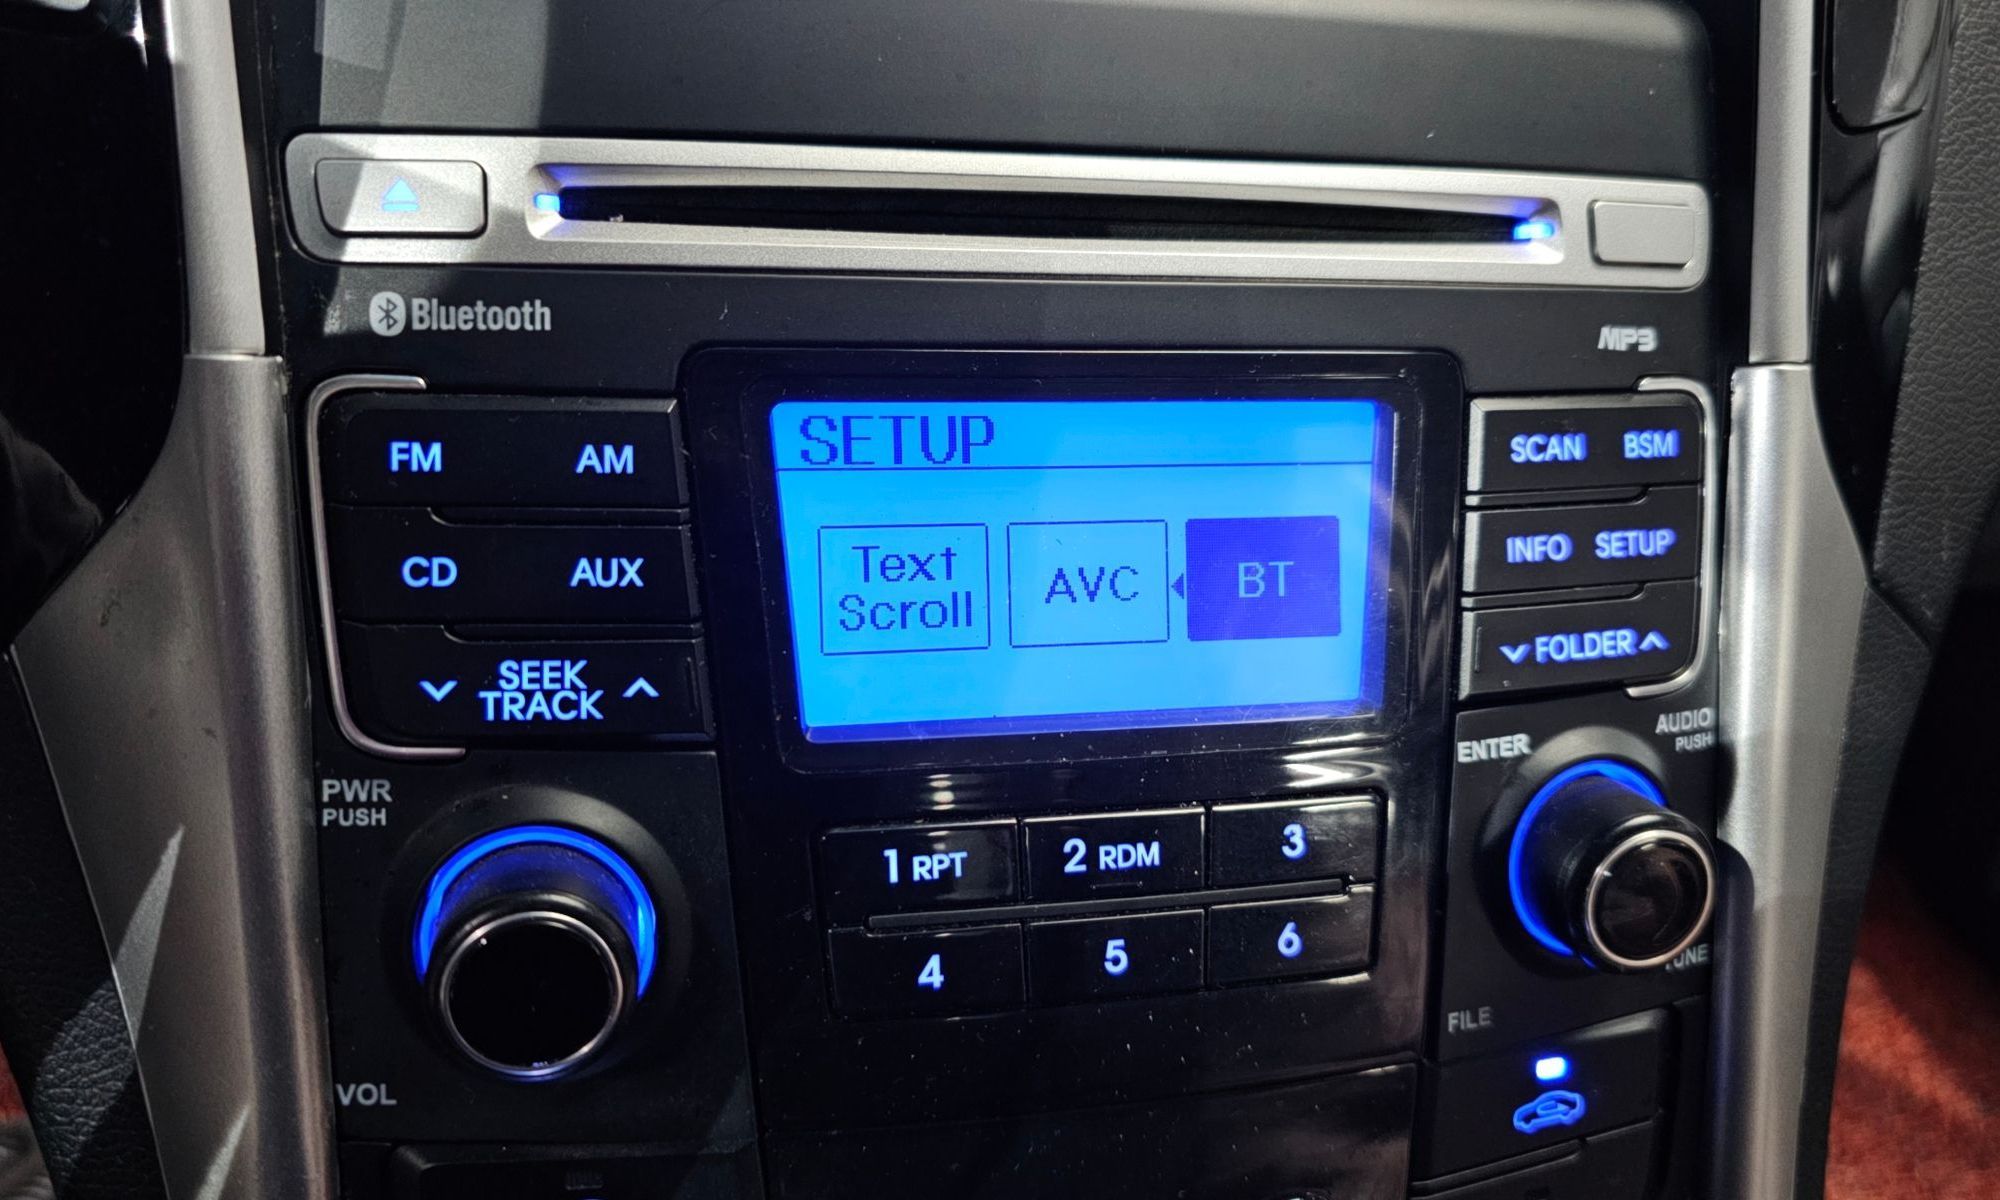 Bluetooth
MP3
FM AM
CD AUX
SEEK
TRACK
SETUP
Text
Scroll
AVC
BT
SCAN BSM
INFO SETUP
FOLDER
PWR
PUSH
VOL
1 RPT
2 RDM
3
4
5
6
ENTER
AUDIO
PUSH
TUNE
FILE